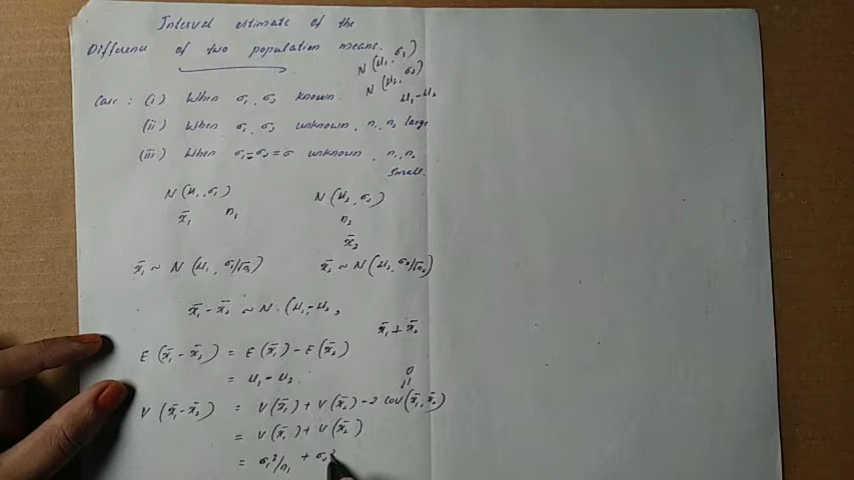 Interval estimate of the
Difference of two population means.
N(μ₁, σ₁)
N(μ₂, σ₂)
μ₁-μ₂
Case : (i) When σ₁, σ₂ known.
(ii) When σ₁, σ₂ unknown, n₁, n₂ large
(iii) When σ₁=σ₂=σ unknown, n₁, n₂
small.
N(μ₁, σ₁) N(μ₂, σ₂)
x̄₁ n₁ n₂
x̄₂
x̄₁ ~ N(μ₁, σ₁/√n₁) x̄₂ ~ N(μ₂, σ₂/√n₂)
x̄₁-x̄₂ ~ N(μ₁-μ₂,
x̄₁ ± x̄₂
E(x̄₁-x̄₂) = E(x̄₁) - E(x̄₂)
= μ₁-μ₂.
0
V(x̄₁-x̄₂) = V(x̄₁) + V(x̄₂) - 2 cov(x̄₁, x̄₂)
= V(x̄₁) + V(x̄₂)
= σ₁²/n₁ + σ₂²